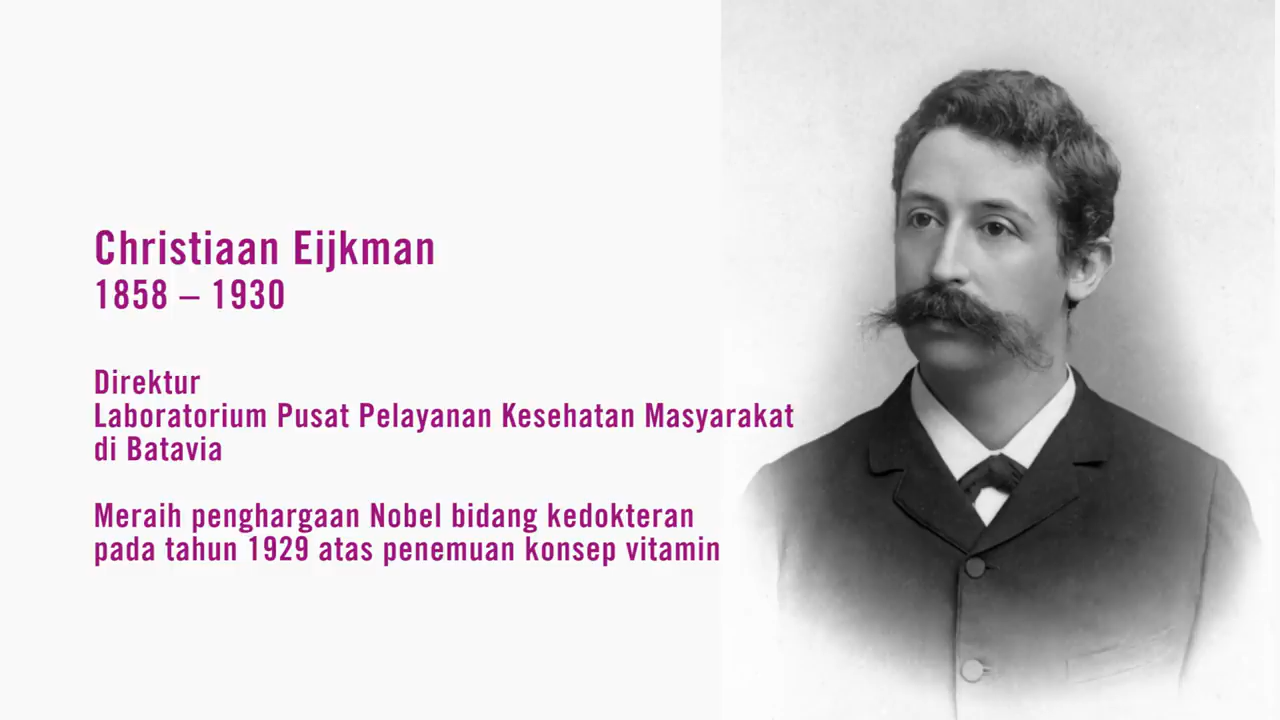 Christiaan Eijkman
1858 – 1930
Direktur
Laboratorium Pusat Pelayanan Kesehatan Masyarakat
di Batavia
Meraih penghargaan Nobel bidang kedokteran
pada tahun 1929 atas penemuan konsep vitamin